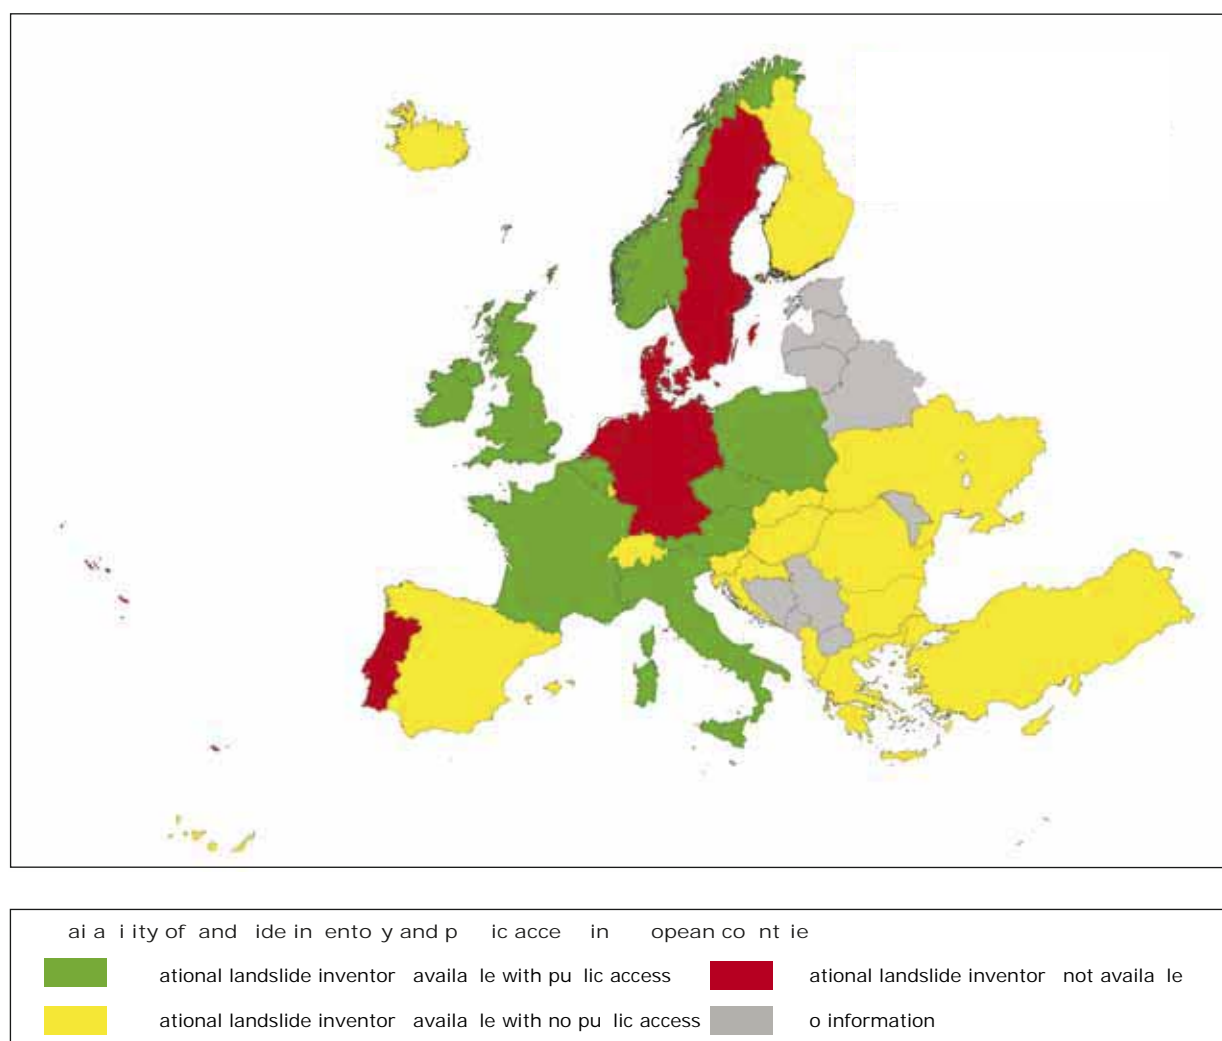 ai a i ity of and ide in ento y and p ic acce in opean co nt ie
ational landslide inventor availa le with pu lic access
ational landslide inventor not availa le
ational landslide inventor availa le with no pu lic access
o information